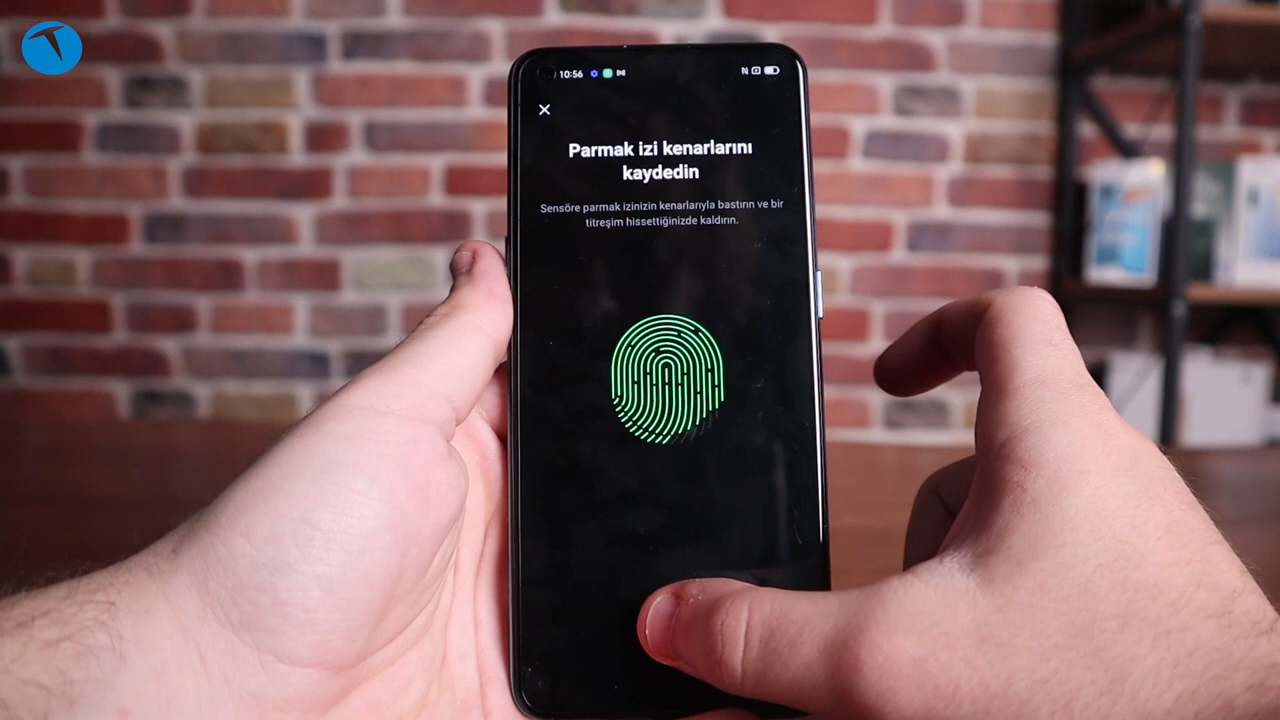 10:56
Parmak izi kenarlarını
kaydedin
Sensöre parmak izinizin kenarlarıyla bastırın ve bir
titreşim hissettiğinizde kaldırın.